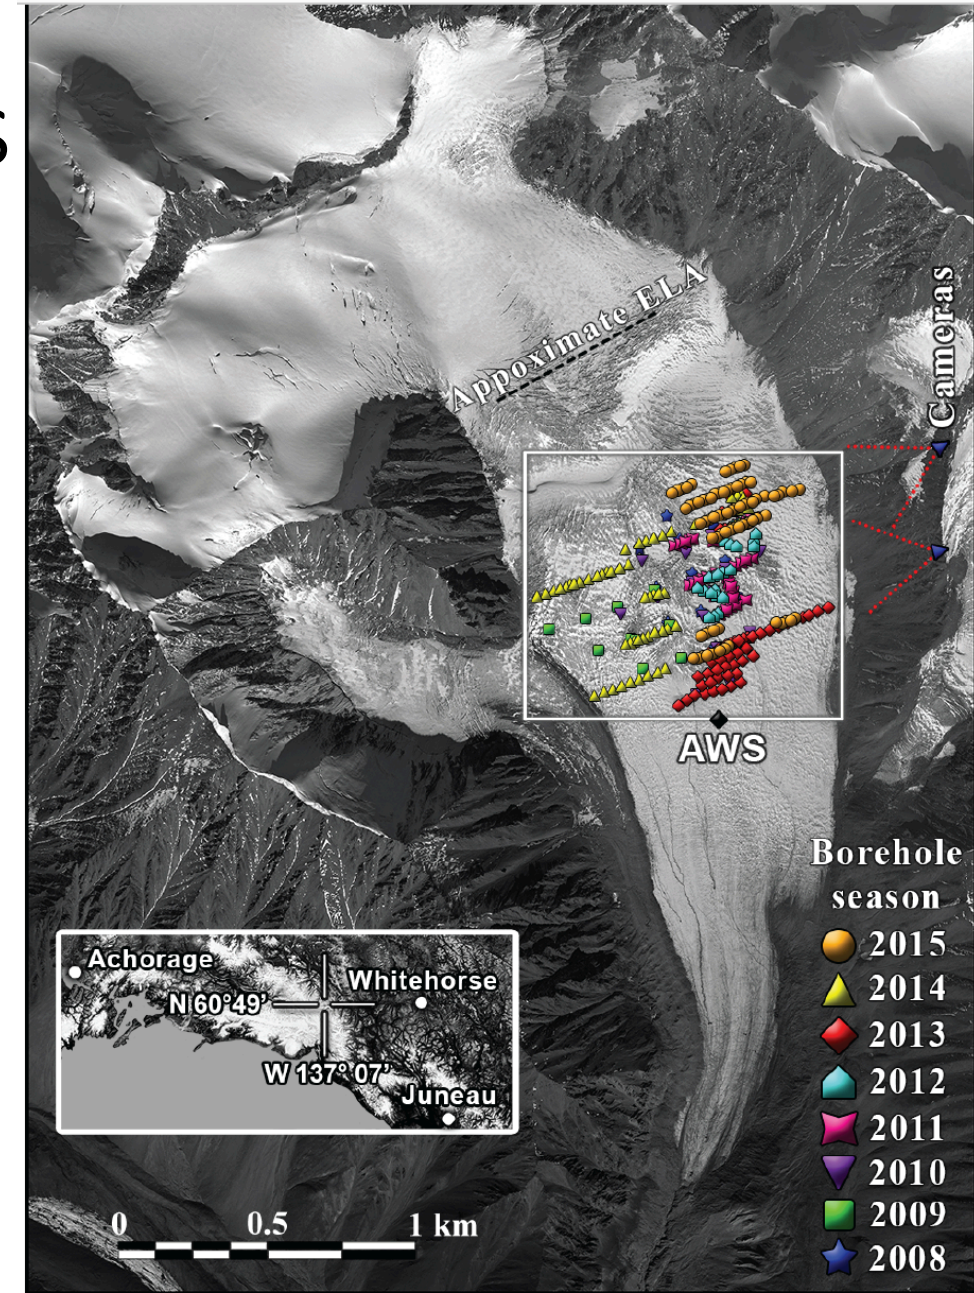 S
Appoximate ELA
Cameras
AWS
Borehole
season
2015
2014
2013
2012
2011
2010
2009
2008
Achorage
Whitehorse
N 60°49'
W 137° 07'
Juneau
0 0.5 1 km